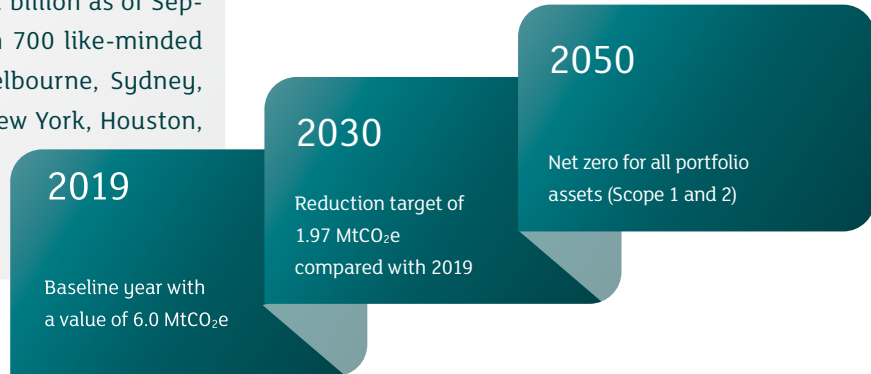 billion as of Sep-
700 like-minded
elbourne, Sydney,
ew York, Houston,
2019
Baseline year with
a value of 6.0 MtCO₂e
2030
Reduction target of
1.97 MtCO₂e
compared with 2019
2050
Net zero for all portfolio
assets (Scope 1 and 2)